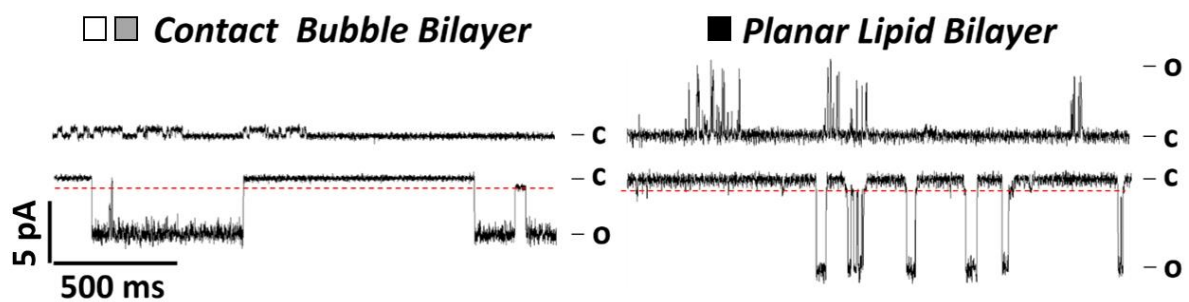 Contact Bubble Bilayer
Planar Lipid Bilayer
o
c
c
c
c
o
o
5 pA
500 ms